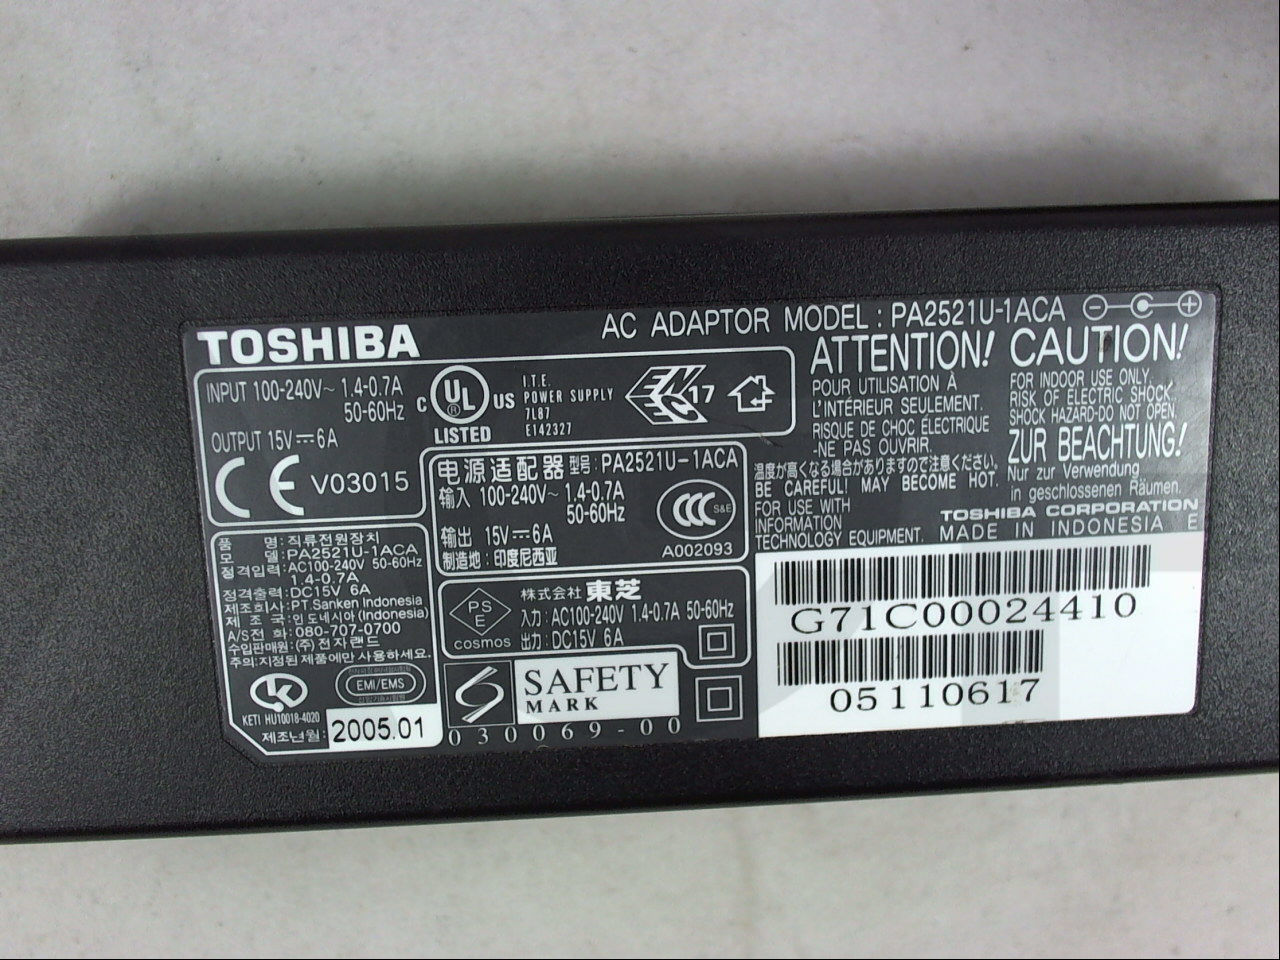 TOSHIBA
AC ADAPTOR MODEL : PA2521U-1ACA
INPUT 100-240V~ 1.4-0.7A
50-60Hz
OUTPUT 15V⎓6A
CE V03015
C UL ® US
LISTED
I.T.E.
POWER SUPPLY
7L87
E142327
17
ATTENTION!
POUR UTILISATION À
L'INTÉRIEUR SEULEMENT.
RISQUE DE CHOC ÉLECTRIQUE
-NE PAS OUVRIR.
CAUTION!
FOR INDOOR USE ONLY.
RISK OF ELECTRIC SHOCK.
SHOCK HAZARD-DO NOT OPEN.
ZUR BEACHTUNG!
Nur zur Verwendung
in geschlossenen Räumen.
温度が高くなる場合がありますので注意ください。
BE CAREFUL! MAY BECOME HOT.
FOR USE WITH
INFORMATION
TECHNOLOGY EQUIPMENT.
TOSHIBA CORPORATION
MADE IN INDONESIA E
电源适配器 型号: PA2521U-1ACA
输入 100-240V~ 1.4-0.7A
50-60Hz
输出 15V⎓6A
制造地: 印度尼西亚
CCC S&E
A002093
품 명: 직류전원장치
모 델: PA2521U-1ACA
정격입력: AC100-240V 50-60Hz
1.4-0.7A
정격출력: DC15V 6A
제조회사: PT.Sanken Indonesia
제 조 국: 인도네시아 (Indonesia)
A/S전 화: 080-707-0700
수입판매원: (주)전자랜드
주의: 지정된 제품에만 사용하세요.
EMI/EMS
KETI HU10018-4020
제조년월: 2005.01
PS
E
COSMOS
株式会社 東芝
入力: AC100-240V 1.4-0.7A 50-60Hz
出力: DC15V 6A
SAFETY
MARK
030069-00
G71C00024410
05110617